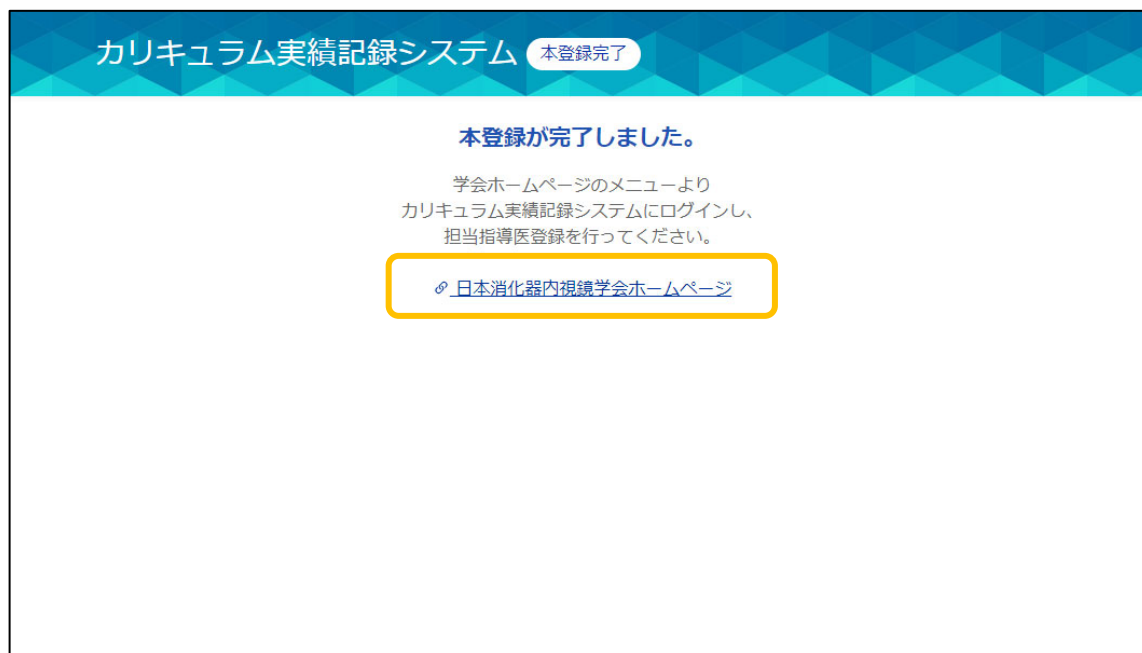 カリキュラム実績記録システム 本登録完了
本登録が完了しました。
学会ホームページのメニューより
カリキュラム実績記録システムにログインし、
担当指導医登録を行ってください。
日本消化器内視鏡学会ホームページ